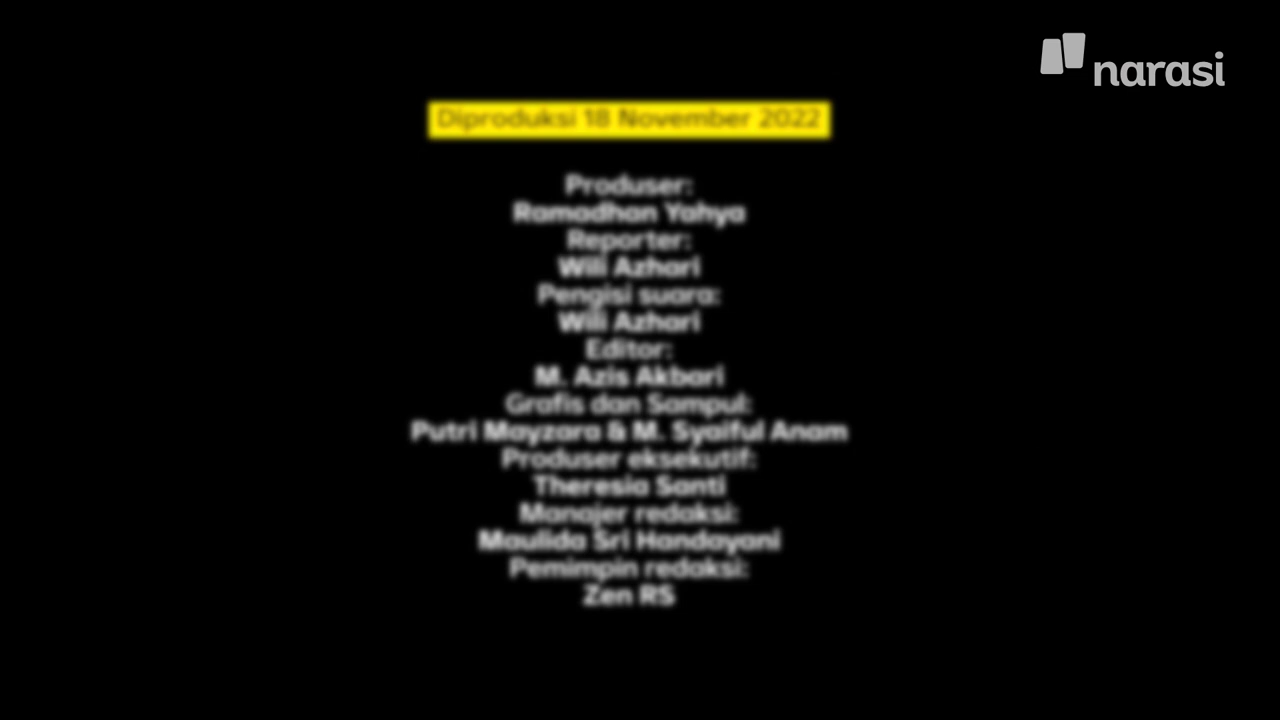 narasi
Diproduksi 18 November 2022
Produser:
Ramadhan Yahya
Reporter:
Wili Azhari
Pengisi suara:
Wili Azhari
Editor:
M. Azis Akbari
Grafis dan Sampul:
Putri Mayzara & M. Syaiful Anam
Produser eksekutif:
Theresia Santi
Manajer redaksi:
Maulida Sri Handayani
Pemimpin redaksi:
Zen RS